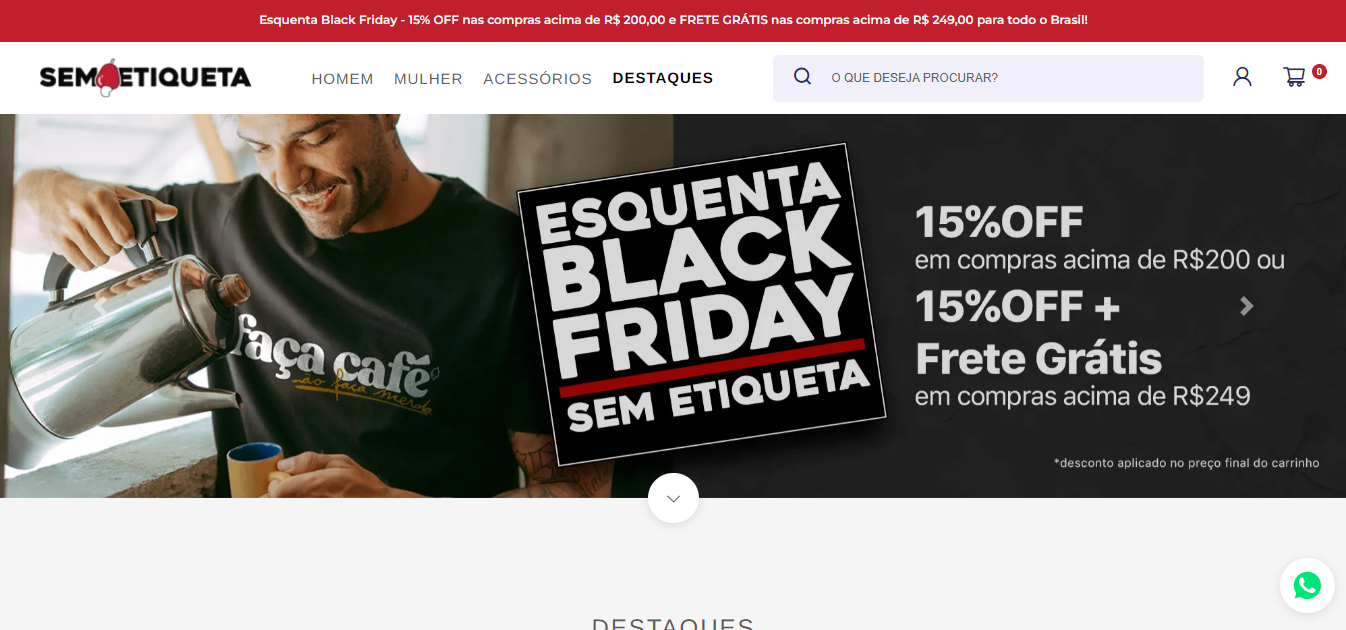 Esquenta Black Friday - 15% OFF nas compras acima de R$ 200,00 e FRETE GRÁTIS nas compras acima de R$ 249,00 para todo o Brasil!
SEM ETIQUETA
HOMEM MULHER ACESSÓRIOS DESTAQUES
O QUE DESEJA PROCURAR?
0
faça café
não faça merda
ESQUENTA
BLACK
FRIDAY
SEM ETIQUETA
15%OFF
em compras acima de R$200 ou
15%OFF +
Frete Grátis
em compras acima de R$249
*desconto aplicado no preço final do carrinho
DESTAQUES